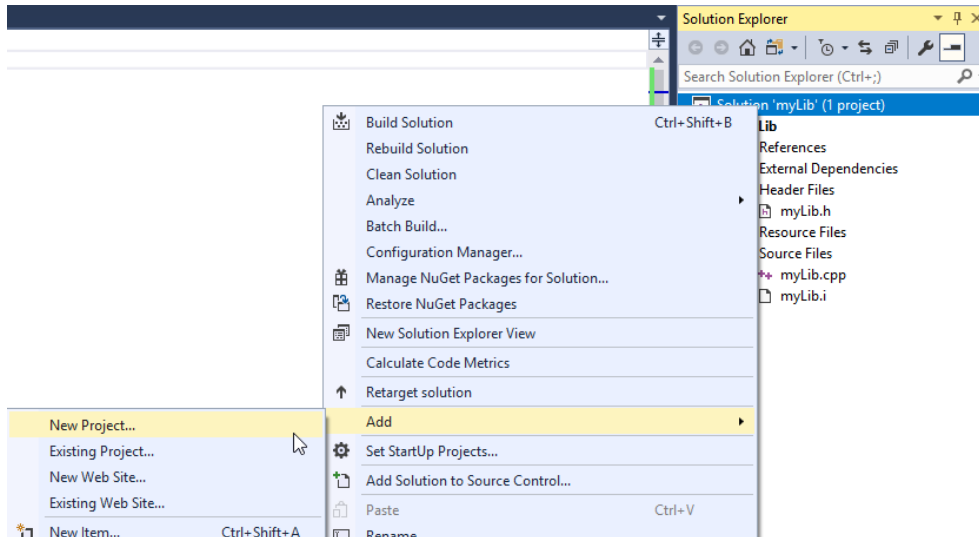 Solution Explorer
Search Solution Explorer (Ctrl+;)
Solution 'myLib' (1 project)
Lib
References
External Dependencies
Header Files
myLib.h
Resource Files
Source Files
myLib.cpp
myLib.i
Build Solution Ctrl+Shift+B
Rebuild Solution
Clean Solution
Analyze
Batch Build...
Configuration Manager...
Manage NuGet Packages for Solution...
Restore NuGet Packages
New Solution Explorer View
Calculate Code Metrics
Retarget solution
Add
Set StartUp Projects...
Add Solution to Source Control...
Paste Ctrl+V
Rename
New Project...
Existing Project...
New Web Site...
Existing Web Site...
New Item... Ctrl+Shift+A